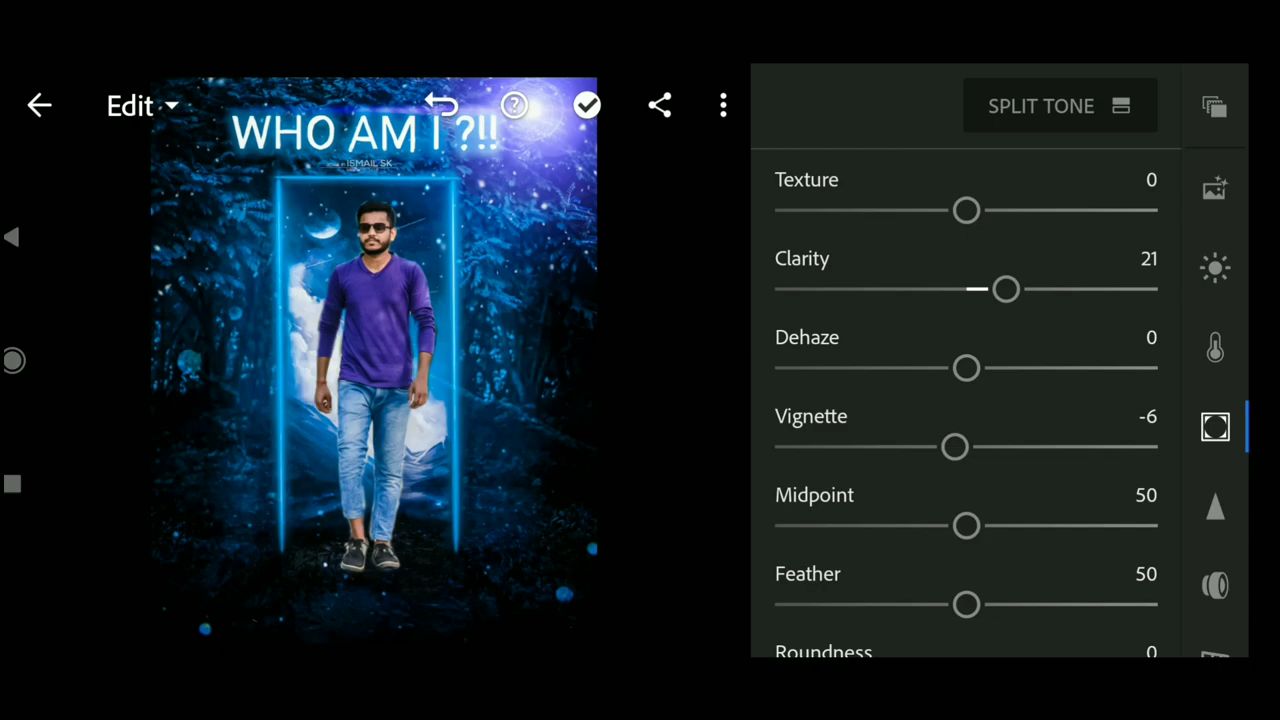 Edit
SPLIT TONE
WHO AM I ?!!
ISMAIL SK
Texture 0
Clarity 21
Dehaze 0
Vignette -6
Midpoint 50
Feather 50
Roundness 0